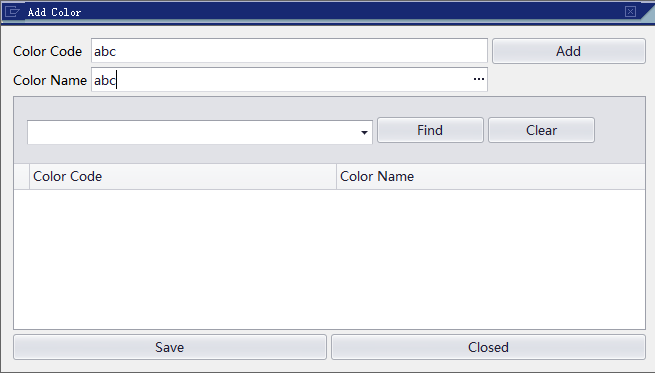 Add Color
Color Code abc Add
Color Name abc ...
Find Clear
Color Code Color Name
Save Closed